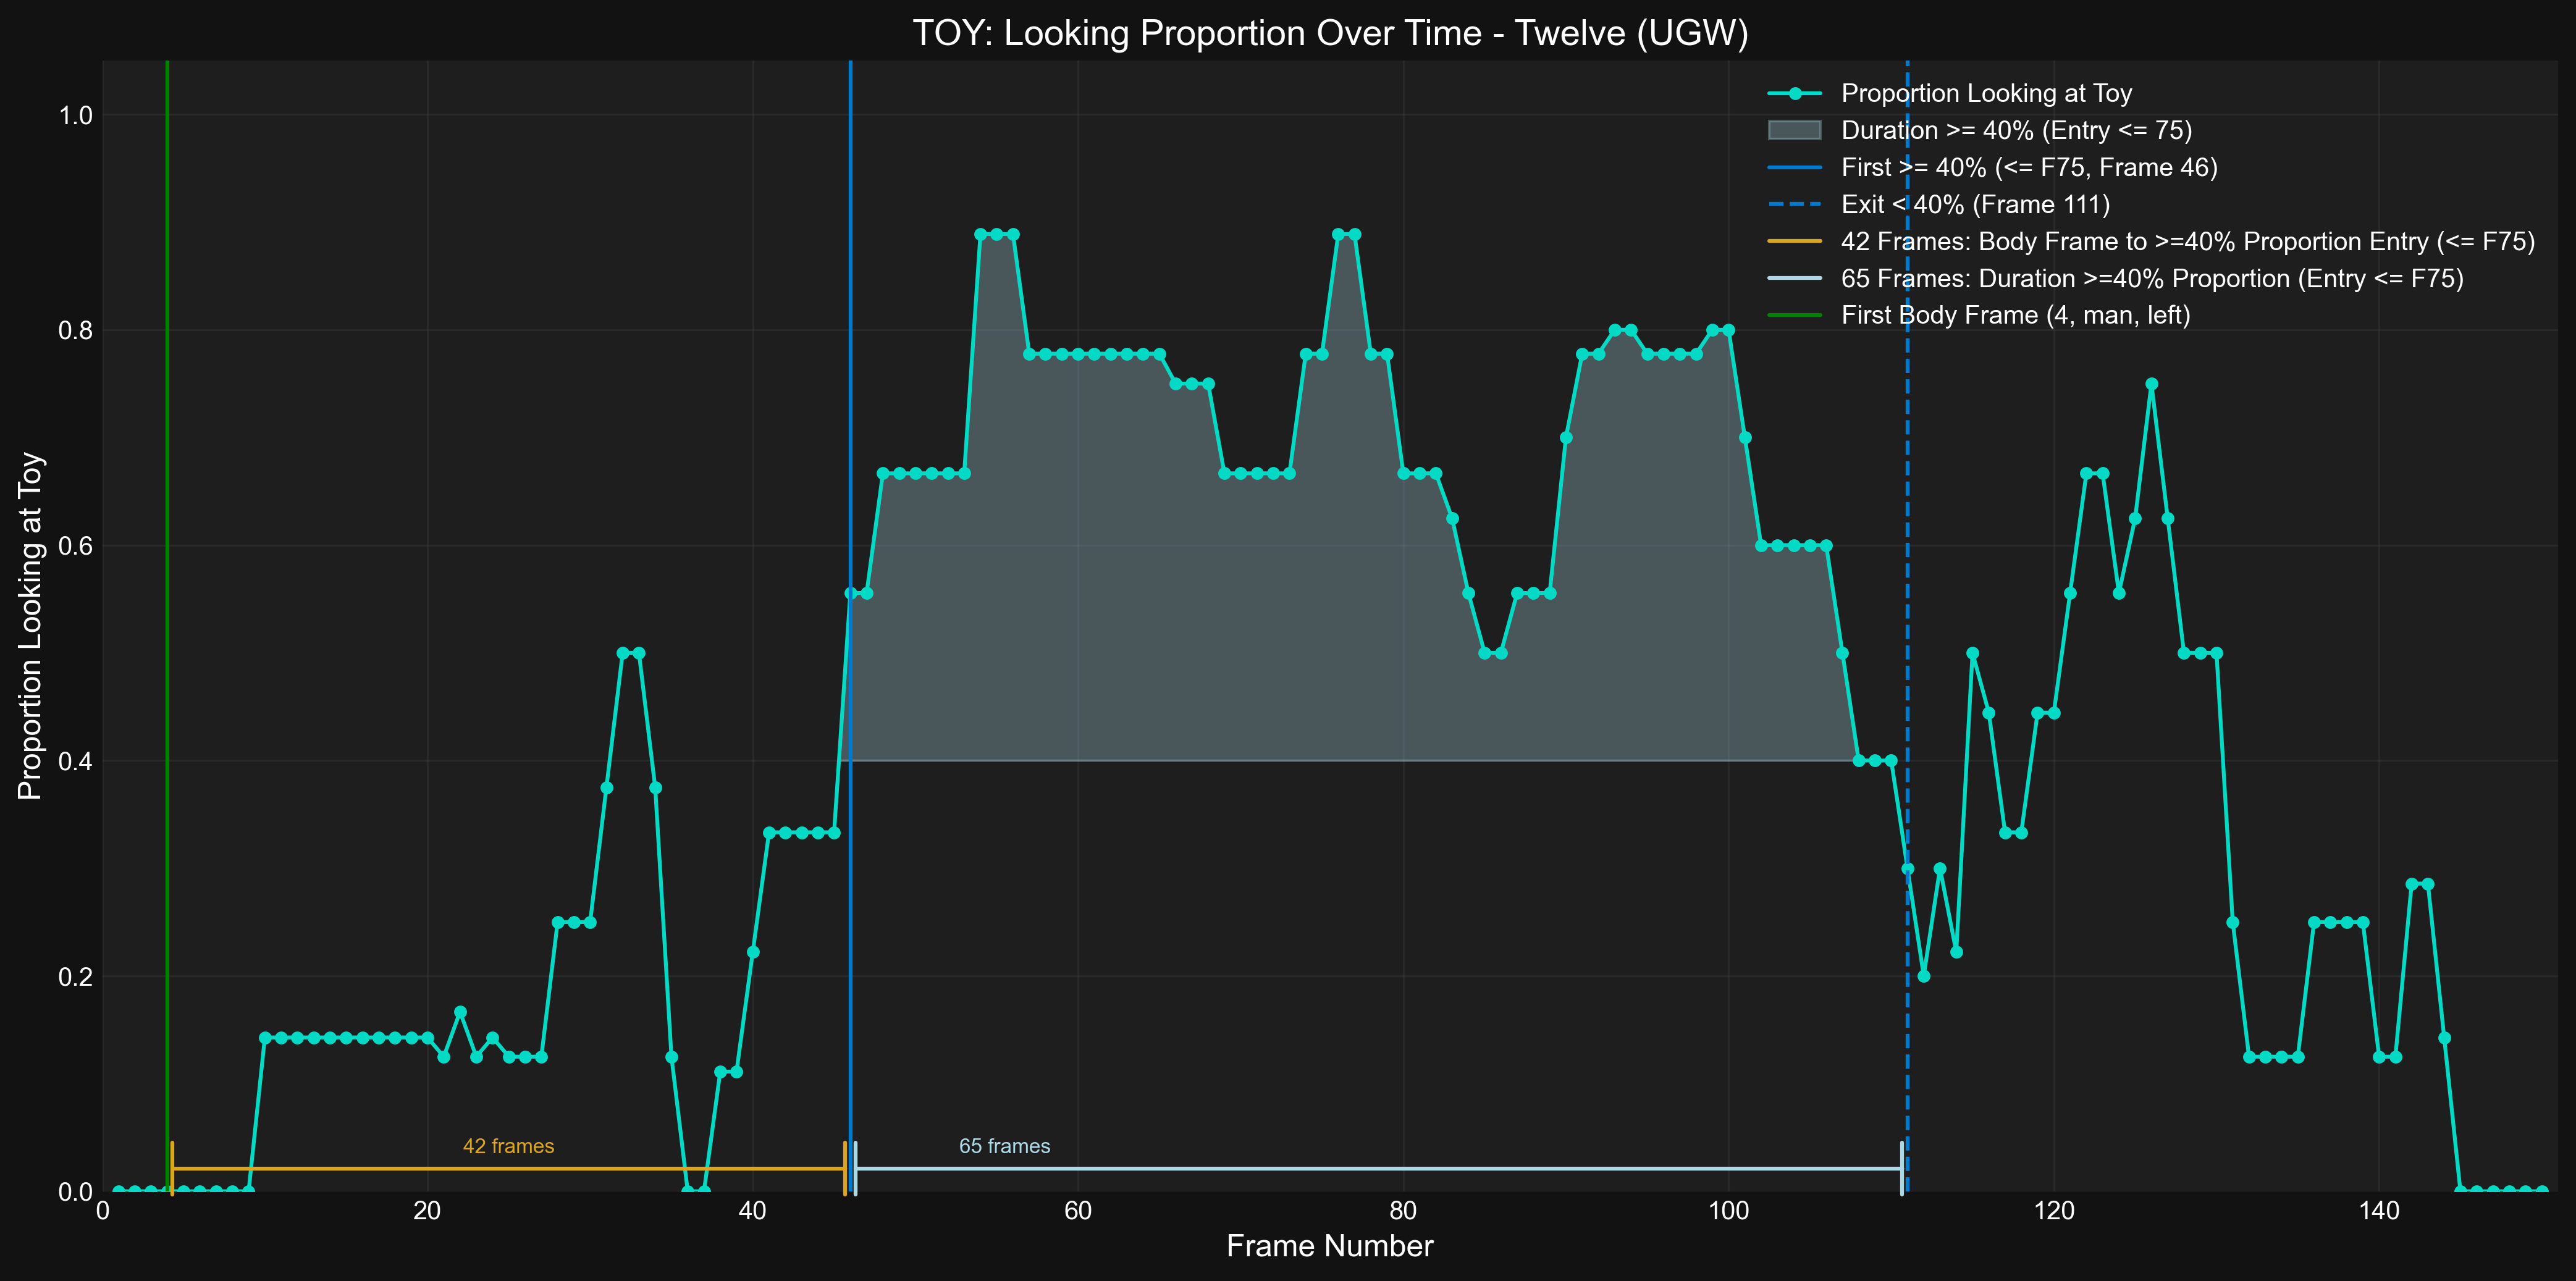 TOY: Looking Proportion Over Time - Twelve (UGW)
Proportion Looking at Toy
Duration >= 40% (Entry <= 75)
First >= 40% (<= F75, Frame 46)
Exit < 40% (Frame 111)
42 Frames: Body Frame to >=40% Proportion Entry (<= F75)
65 Frames: Duration >=40% Proportion (Entry <= F75)
First Body Frame (4, man, left)
Proportion Looking at Toy
1.0
0.8
0.6
0.4
0.2
0.0
42 frames
65 frames
0 20 40 60 80 100 120 140
Frame Number